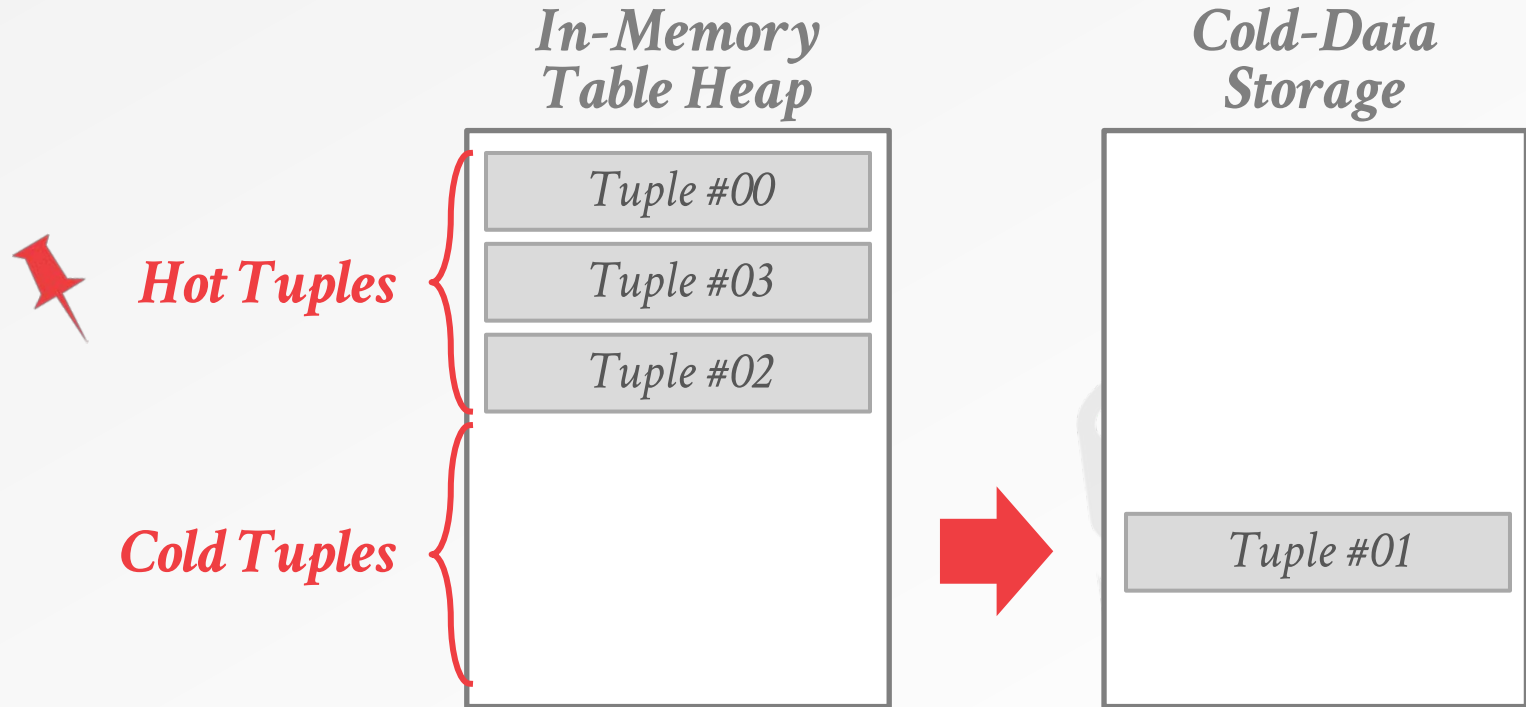 In-Memory
Table Heap
Cold-Data
Storage
Hot Tuples
Tuple #00
Tuple #03
Tuple #02
Cold Tuples
Tuple #01